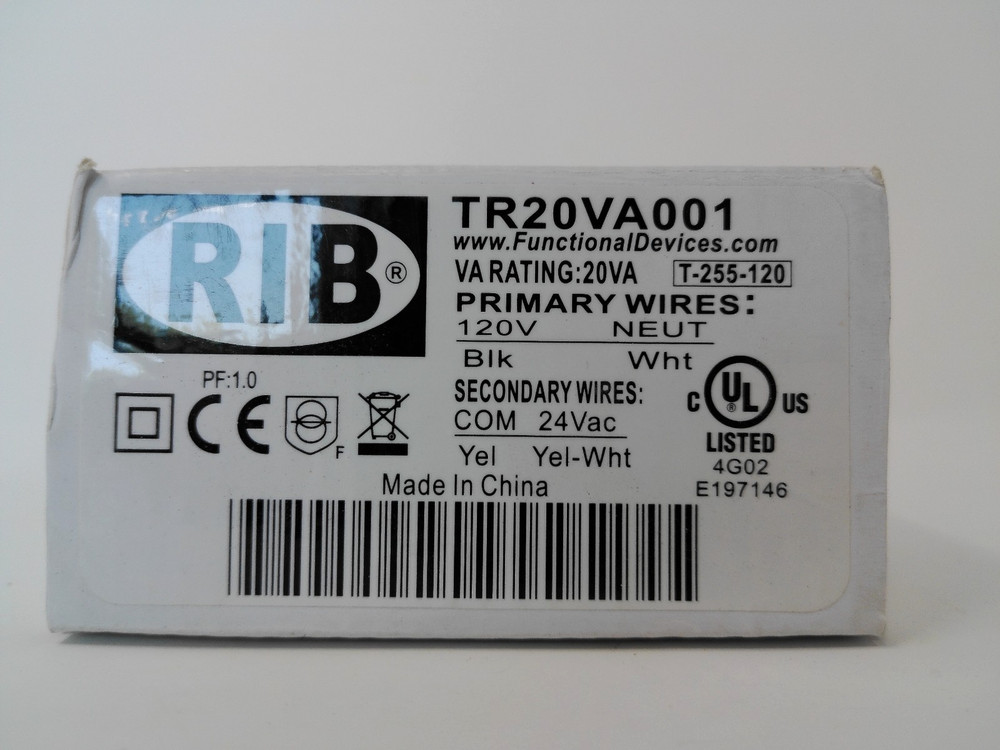 RIB®
TR20VA001
www.FunctionalDevices.com
VA RATING:20VA T-255-120
PRIMARY WIRES:
120V NEUT
Blk Wht
PF:1.0
CE
F
SECONDARY WIRES:
COM 24Vac
Yel Yel-Wht
C UL® US
LISTED
4G02
E197146
Made In China